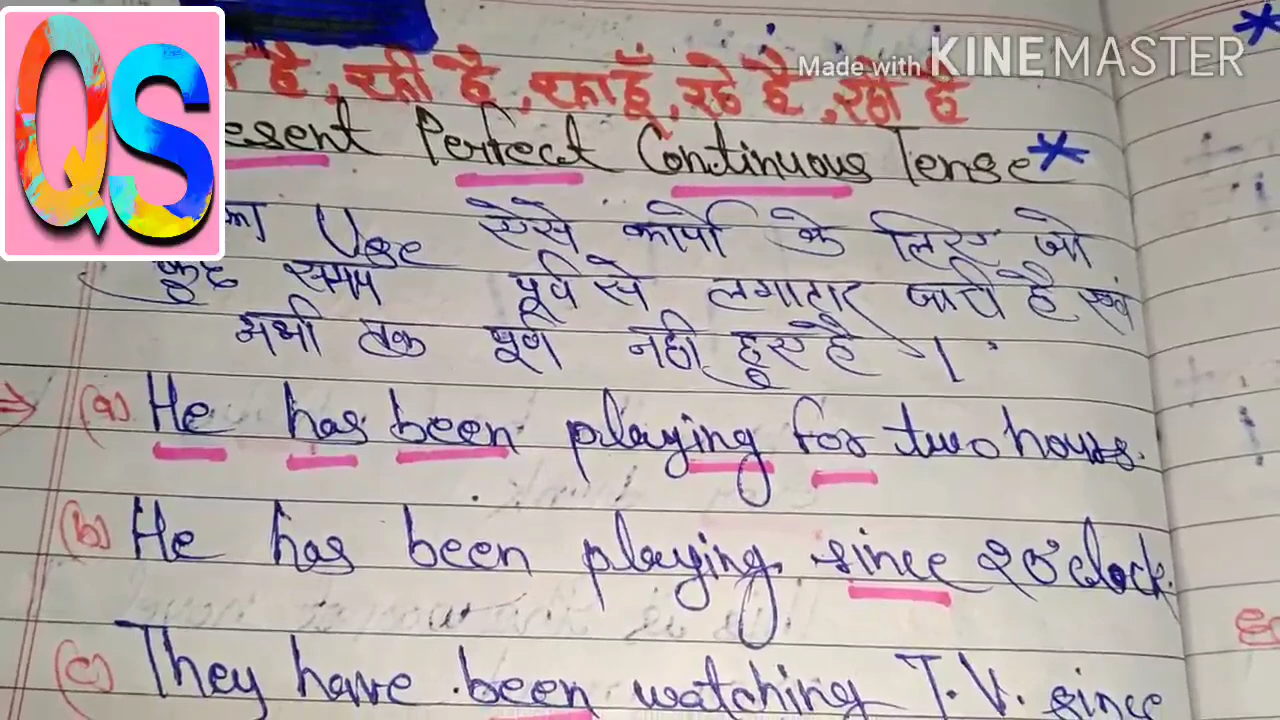 QS
Made with KINEMASTER
है, रही है, रहा हूँ, रहे है, रहा है
esent Perfect Continuous Tense *
का Use ऐसे कार्यो के लिए जो
कुछ समय पूर्व से लगातार जारी है एवं
अभी तक पूर्ण नही हुए है ।
⇒ (a) He has been playing for two hours.
(b) He has been playing since 2 o'clock.
(c) They have been watching T.V. since